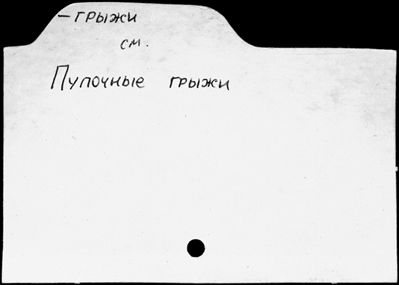 – грыжи
см.
Пупочные грыжи